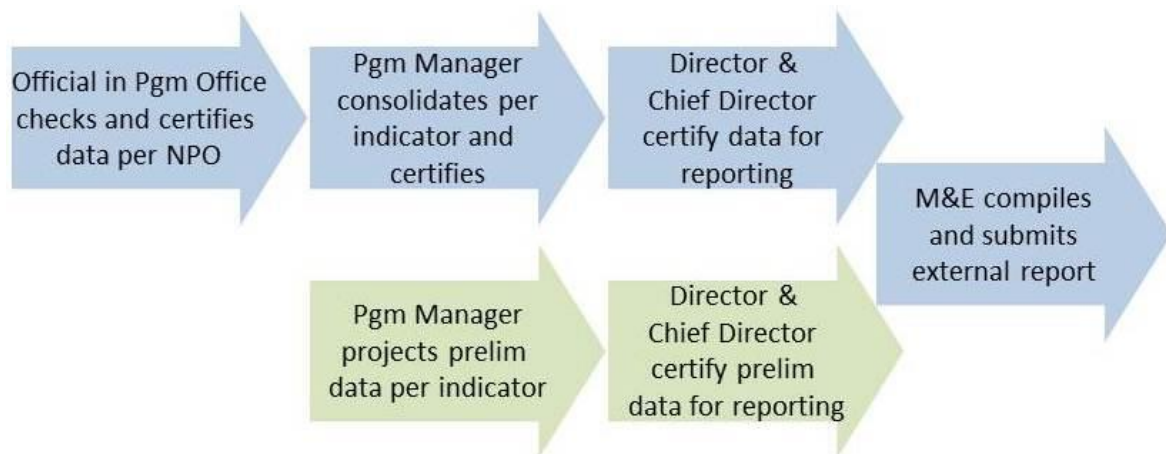 Official in Pgm Office
checks and certifies
data per NPO
Pgm Manager
consolidates per
indicator and
certifies
Director &
Chief Director
certify data for
reporting
M&E compiles
and submits
external report
Pgm Manager
projects prelim
data per indicator
Director &
Chief Director
certify prelim
data for reporting